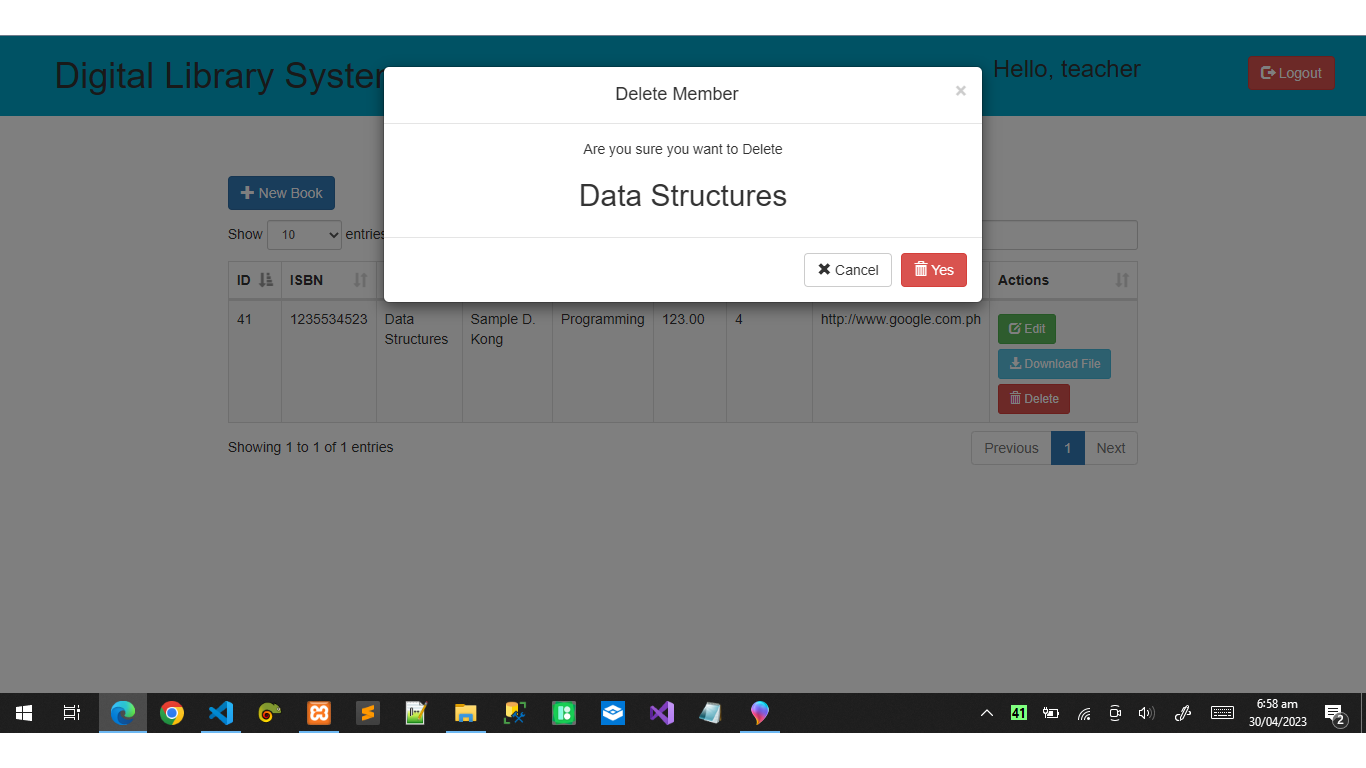 Digital Library System
Hello, teacher
Logout
Delete Member
×
Are you sure you want to Delete
Data Structures
Cancel
Yes
New Book
Show 10 entries
ID ISBN Actions
41 1235534523 Data Structures Sample D. Kong Programming 123.00 4 http://www.google.com.ph
Edit
Download File
Delete
Showing 1 to 1 of 1 entries
Previous 1 Next
41
6:58 am
30/04/2023
2